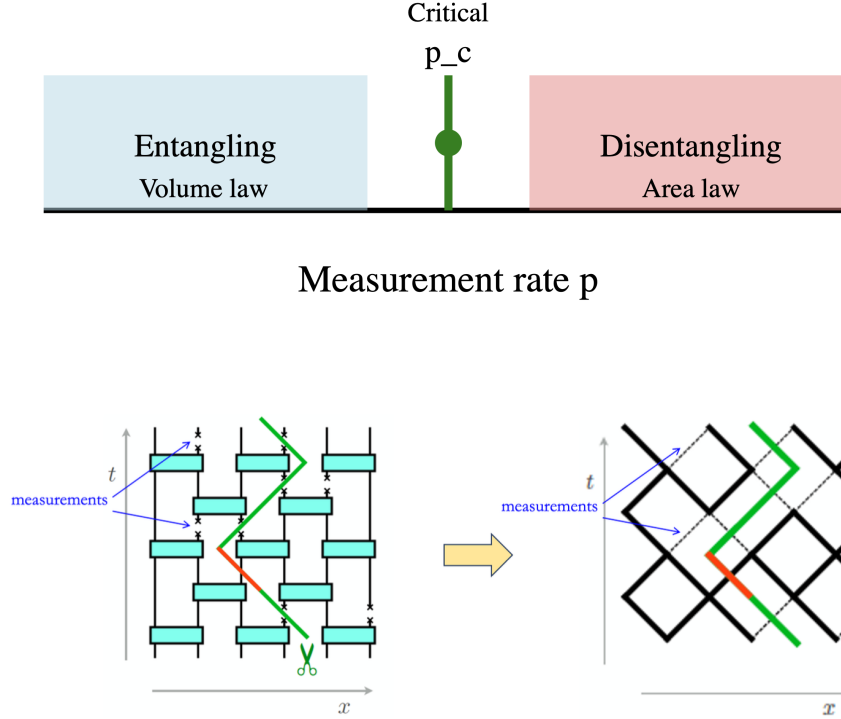 Critical
p_c
Entangling
Disentangling
Volume law
Area law
Measurement rate p
t
measurements
x
t
measurements
x